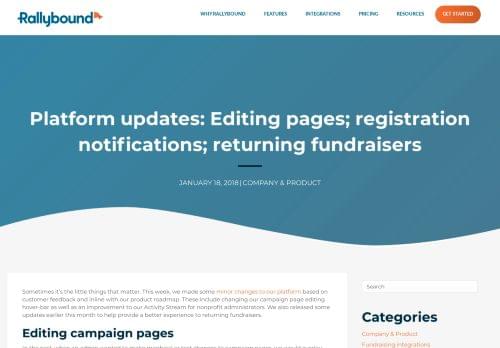 Rallybound
WHY RALLYBOUND
FEATURES
INTEGRATIONS
PRICING
RESOURCES
GET STARTED
Platform updates: Editing pages; registration
notifications; returning fundraisers
JANUARY 18, 2018 | COMPANY & PRODUCT
Sometimes it's the little things that matter. This week, we made some minor changes to our platform based on
customer feedback and inline with our product roadmap. These include changing our campaign page editing
hover-bar as well as an improvement to our Activity Stream for nonprofit administrators. We also released some
updates earlier this month to help provide a better experience to returning fundraisers.
Editing campaign pages
Search
Categories
Company & Product
Fundraising Integrations